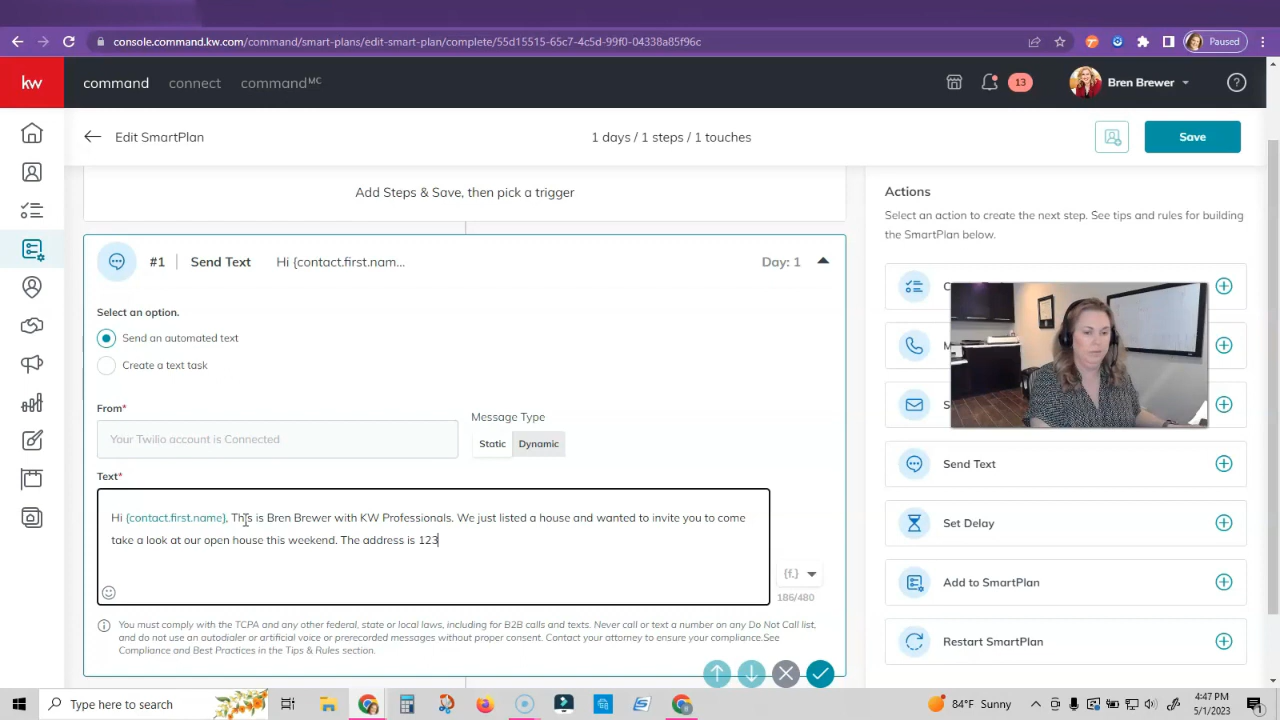 console.command.kw.com/command/smart-plans/edit-smart-plan/complete/55d15515-65c7-4c5d-99f0-04338a85f96c
Paused
kw
command
connect
commandMC
13
Bren Brewer
Edit SmartPlan
1 days / 1 steps / 1 touches
Save
Add Steps & Save, then pick a trigger
#1
Send Text
Hi {contact.first.nam...
Day: 1
Select an option.
Send an automated text
Create a text task
From*
Your Twilio account is Connected
Message Type
Static
Dynamic
Text*
Hi {contact.first.name}, This is Bren Brewer with KW Professionals. We just listed a house and wanted to invite you to come
take a look at our open house this weekend. The address is 123
{f.}
186/480
You must comply with the TCPA and any other federal, state or local laws, including for B2B calls and texts. Never call or text a number on any Do Not Call list,
and do not use an autodialer or artificial voice or prerecorded messages without proper consent. Contact your attorney to ensure your compliance.See
Compliance and Best Practices in the Tips & Rules section.
Actions
Select an action to create the next step. See tips and rules for building
the SmartPlan below.
Send Text
Set Delay
Add to SmartPlan
Restart SmartPlan
Type here to search
84°F Sunny
4:47 PM
5/1/2023